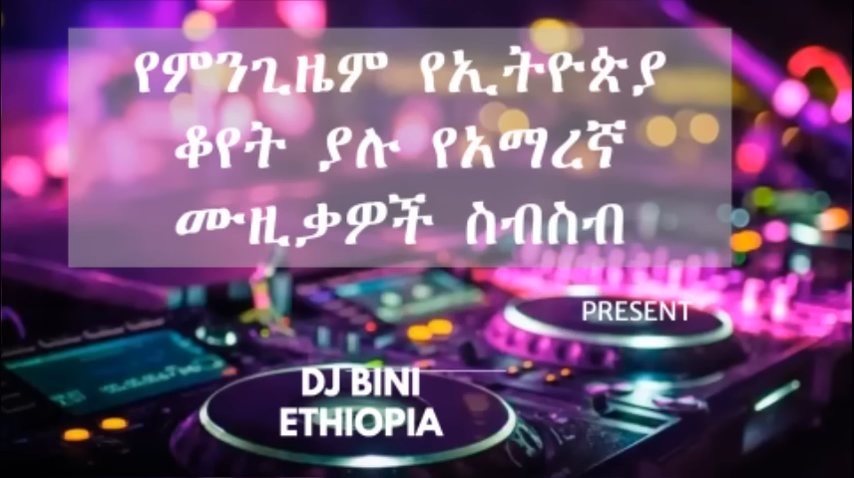 የምንጊዜም የኢትዮጵያ
ቆየት ያሉ የአማረኛ
ሙዚቃዎች ስብስብ
PRESENT
DJ BINI
ETHIOPIA